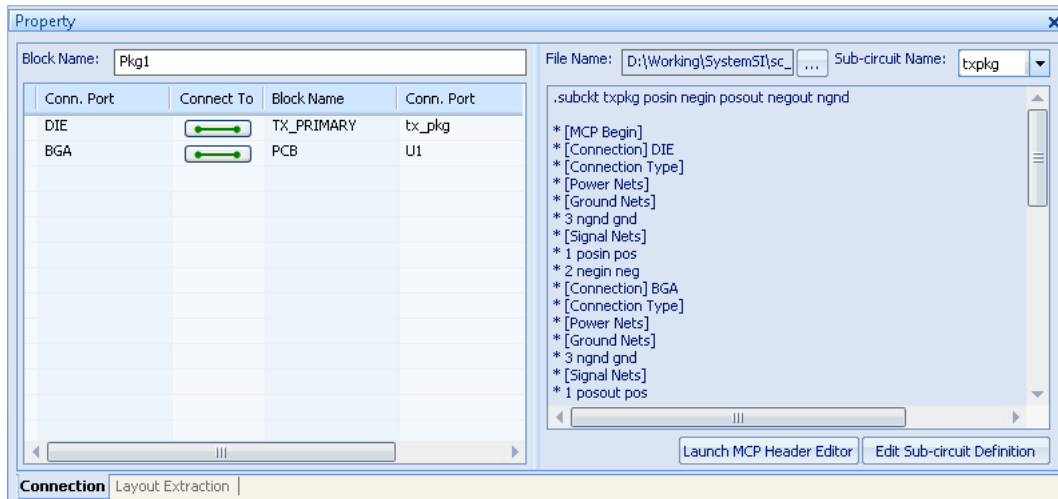 Property
Block Name: Pkg1
Conn. Port Connect To Block Name Conn. Port
DIE TX_PRIMARY tx_pkg
BGA PCB U1
File Name: D:\Working\SystemSI\sc_ ... Sub-circuit Name: txpkg
.subckt txpkg posin negin posout negout ngnd
* [MCP Begin]
* [Connection] DIE
* [Connection Type]
* [Power Nets]
* [Ground Nets]
* 3 ngnd gnd
* [Signal Nets]
* 1 posin pos
* 2 negin neg
* [Connection] BGA
* [Connection Type]
* [Power Nets]
* [Ground Nets]
* 3 ngnd gnd
* [Signal Nets]
* 1 posout pos
Launch MCP Header Editor Edit Sub-circuit Definition
Connection Layout Extraction